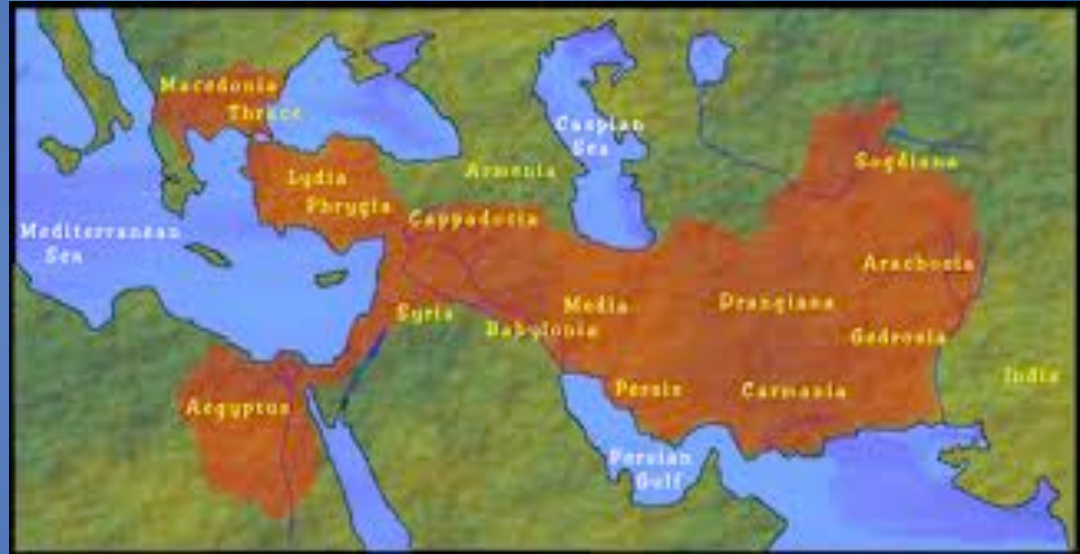 Macedonia
Thrace
Caspian
Sea
Sogdiana
Armenia
Lydia
Phrygia
Cappadocia
Mediterranean
Sea
Arachosia
Drangiana
Media
Syria
Babylonia
Gedrosia
India
Persis
Carmania
Aegyptus
Persian
Gulf